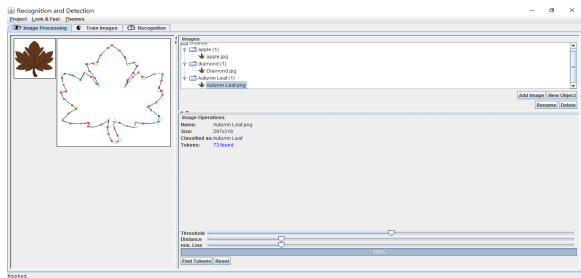 Recognition and Detection
Project Look & Feel Themes
Image Processing Train Images Recognition
Images
apple (1)
apple.jpg
diamond (1)
Diamond.jpg
Autumn Leaf (1)
Autumn Leaf.png
Add Image New Object
Rename Delete
Image Operations
Name: Autumn Leaf.png
Size: 287x318
Classified as: Autumn Leaf
Tokens: 73 found
Threshold
Distance
min. Line
100%
Find Tokens Reset
finished